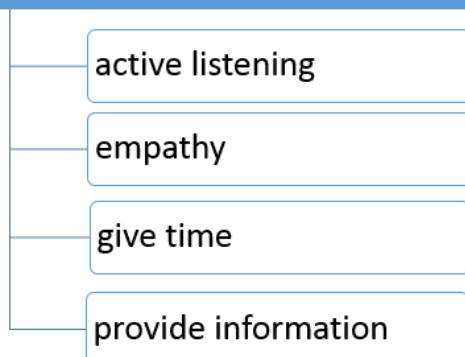 active listening
empathy
give time
provide information